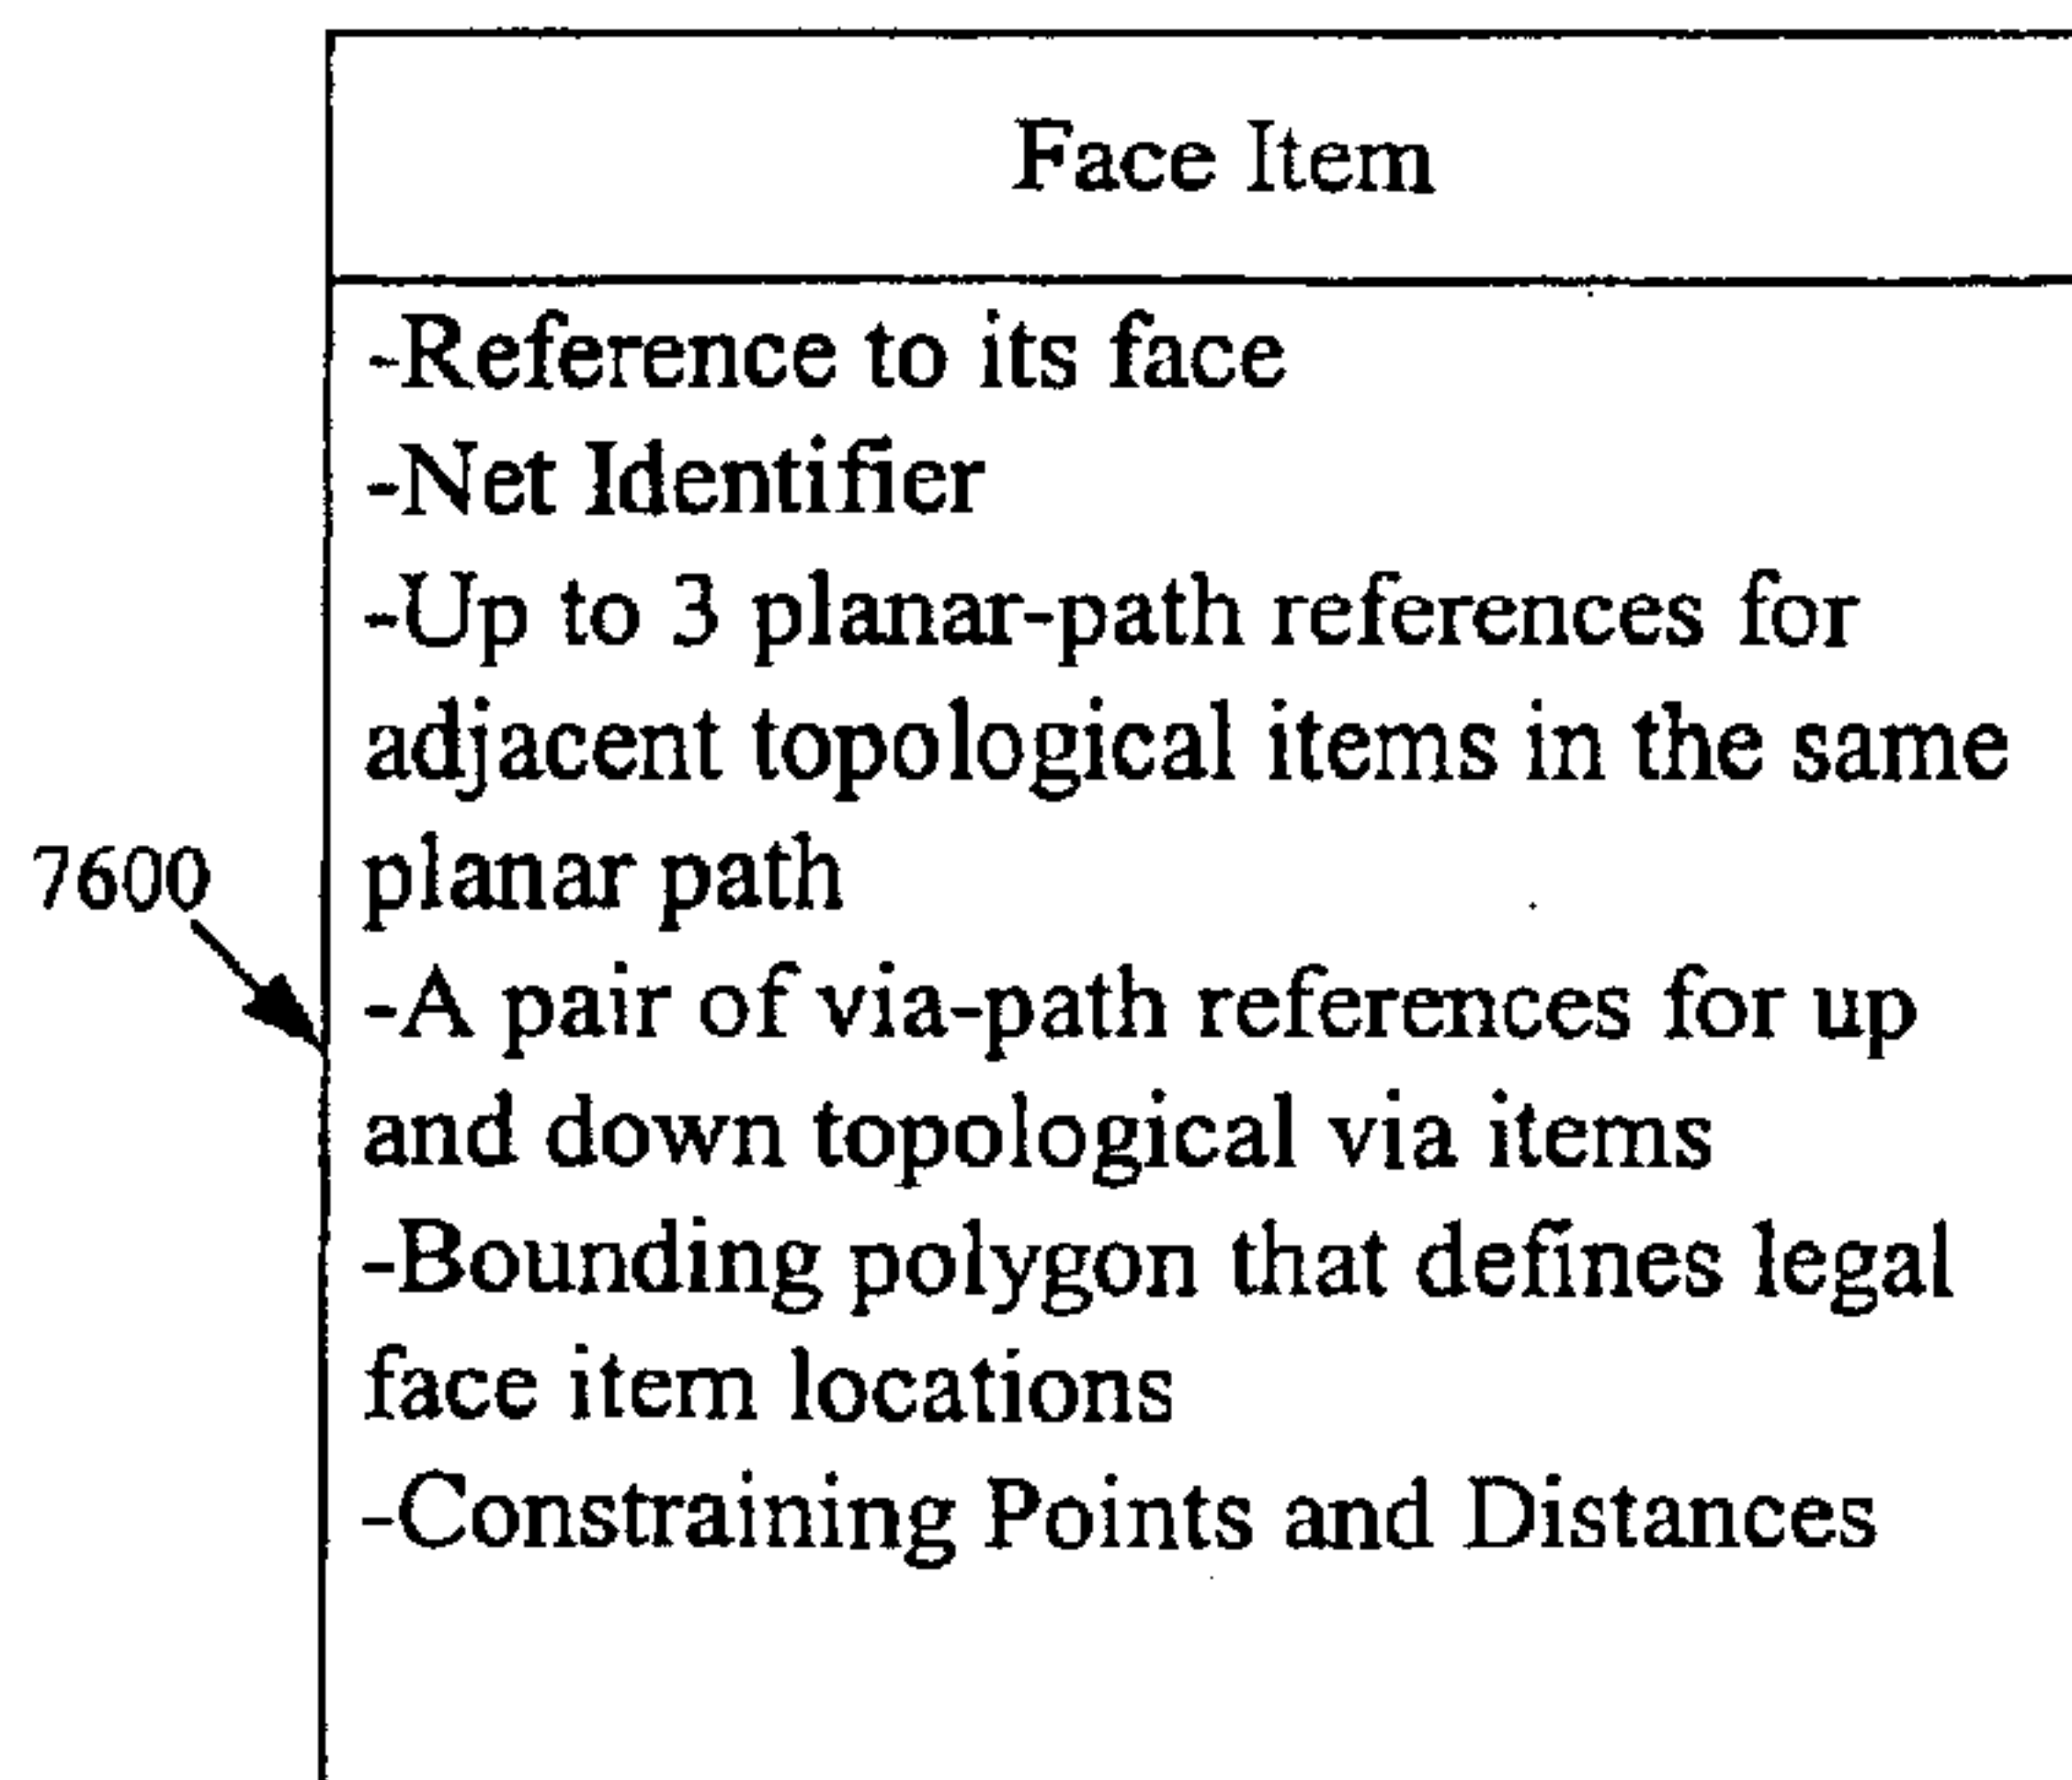 Face Item
-Reference to its face
-Net Identifier
-Up to 3 planar-path references for
adjacent topological items in the same
planar path
7600
-A pair of via-path references for up
and down topological via items
-Bounding polygon that defines legal
face item locations
-Constraining Points and Distances